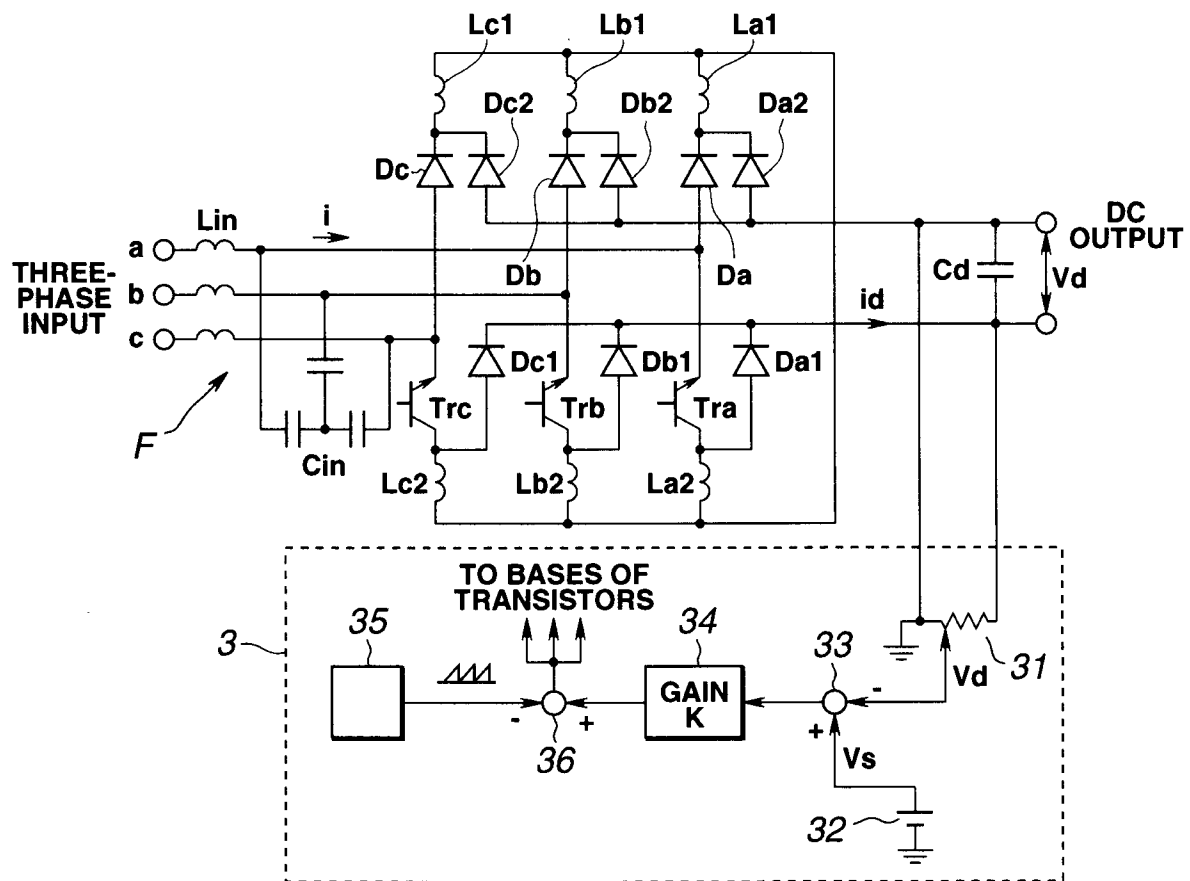 Lc1
Lb1
La1
Dc2
Db2
Da2
Dc
Lin
i
a
Db
Da
DC
OUTPUT
Cd
Vd
THREE-
PHASE
INPUT
b
c
id
Dc1
Db1
Da1
Trc
Trb
Tra
F
Cin
Lc2
Lb2
La2
TO BASES OF
TRANSISTORS
3
35
34
33
31
Vd
GAIN
K
-
+
-
+
36
Vs
32